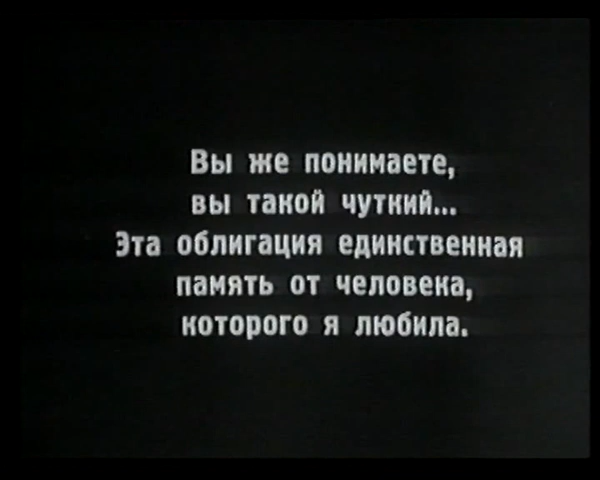 Вы же понимаете,
вы такой чуткий...
Эта облигация единственная
память от человека,
которого я любила.